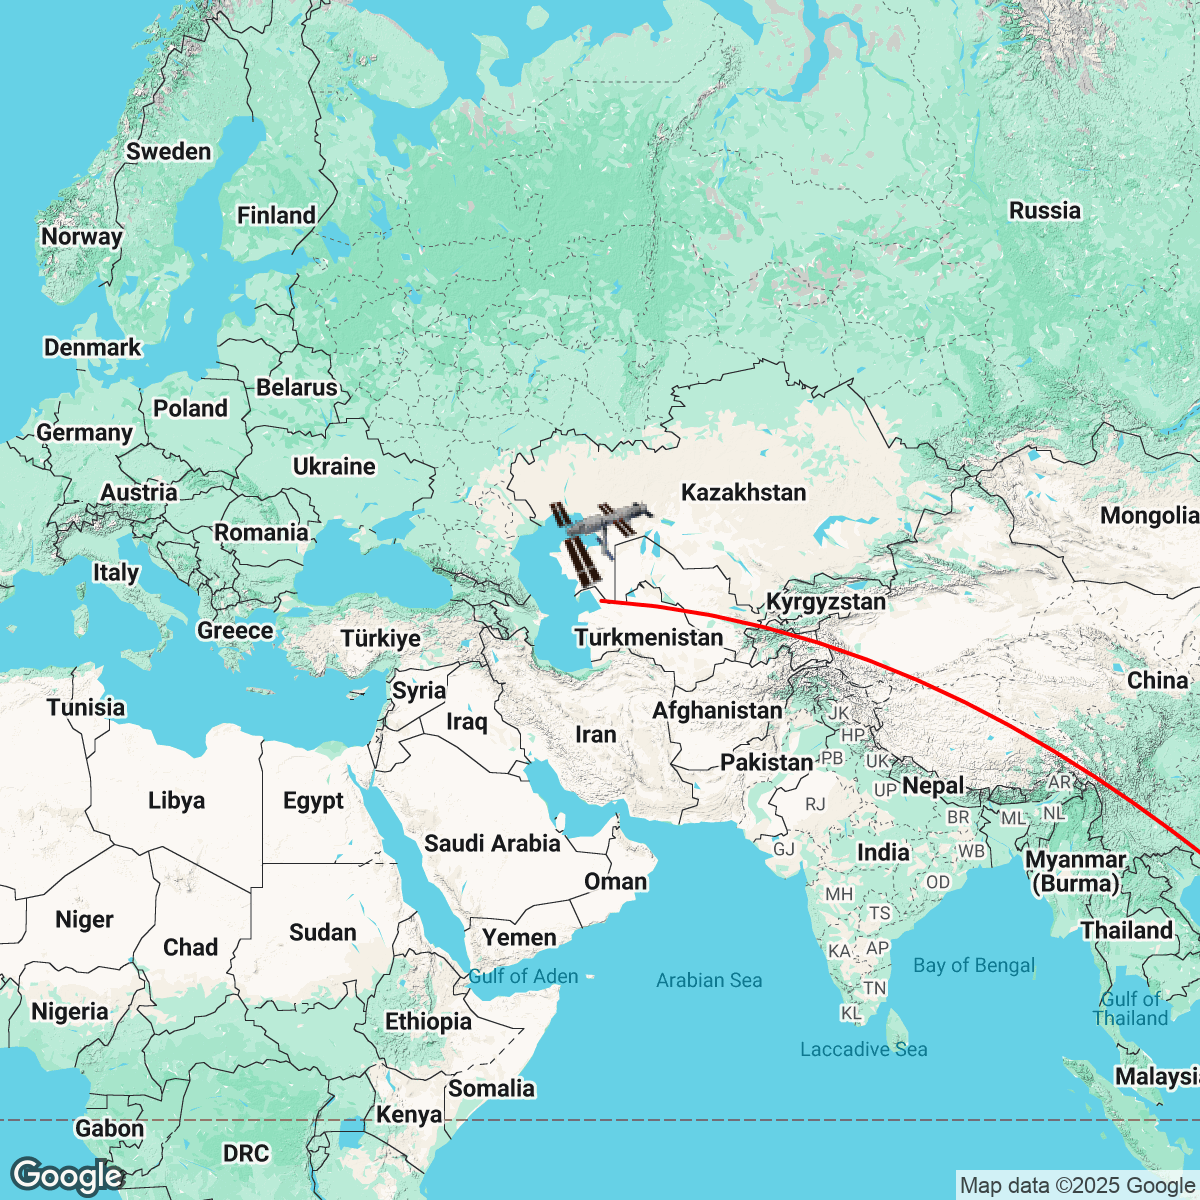 Sweden
Russia
Finland
Norway
Denmark
Belarus
Poland
Germany
Ukraine
Kazakhstan
Austria
Mongolia
Romania
Italy
Kyrgyzstan
Greece
Türkiye
Turkmenistan
China
Syria
Tunisia
Afghanistan
JK
Iraq
Iran
HP
Pakistan
PB
UK
Nepal
AR
UP
Libya
Egypt
RJ
BR
ML
NL
Saudi Arabia
GJ
India
WB
Myanmar
(Burma)
Oman
OD
MH
Niger
TS
Sudan
Yemen
Thailand
Chad
KA
AP
Bay of Bengal
Gulf of Aden
Arabian Sea
TN
Gulf of
Thailand
Nigeria
Ethiopia
KL
Laccadive Sea
Malaysia
Somalia
Kenya
Gabon
DRC
Google
Map data ©2025 Google